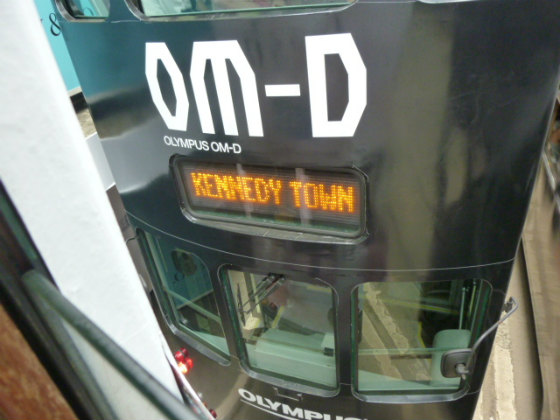 OM-D
OLYMPUS OM-D
KENNEDY TOWN
OLYMPUS